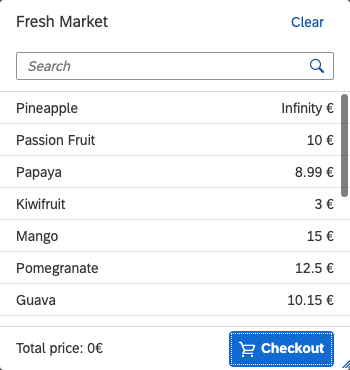 Fresh Market Clear
Search
Pineapple Infinity €
Passion Fruit 10 €
Papaya 8.99 €
Kiwifruit 3 €
Mango 15 €
Pomegranate 12.5 €
Guava 10.15 €
Total price: 0€ Checkout